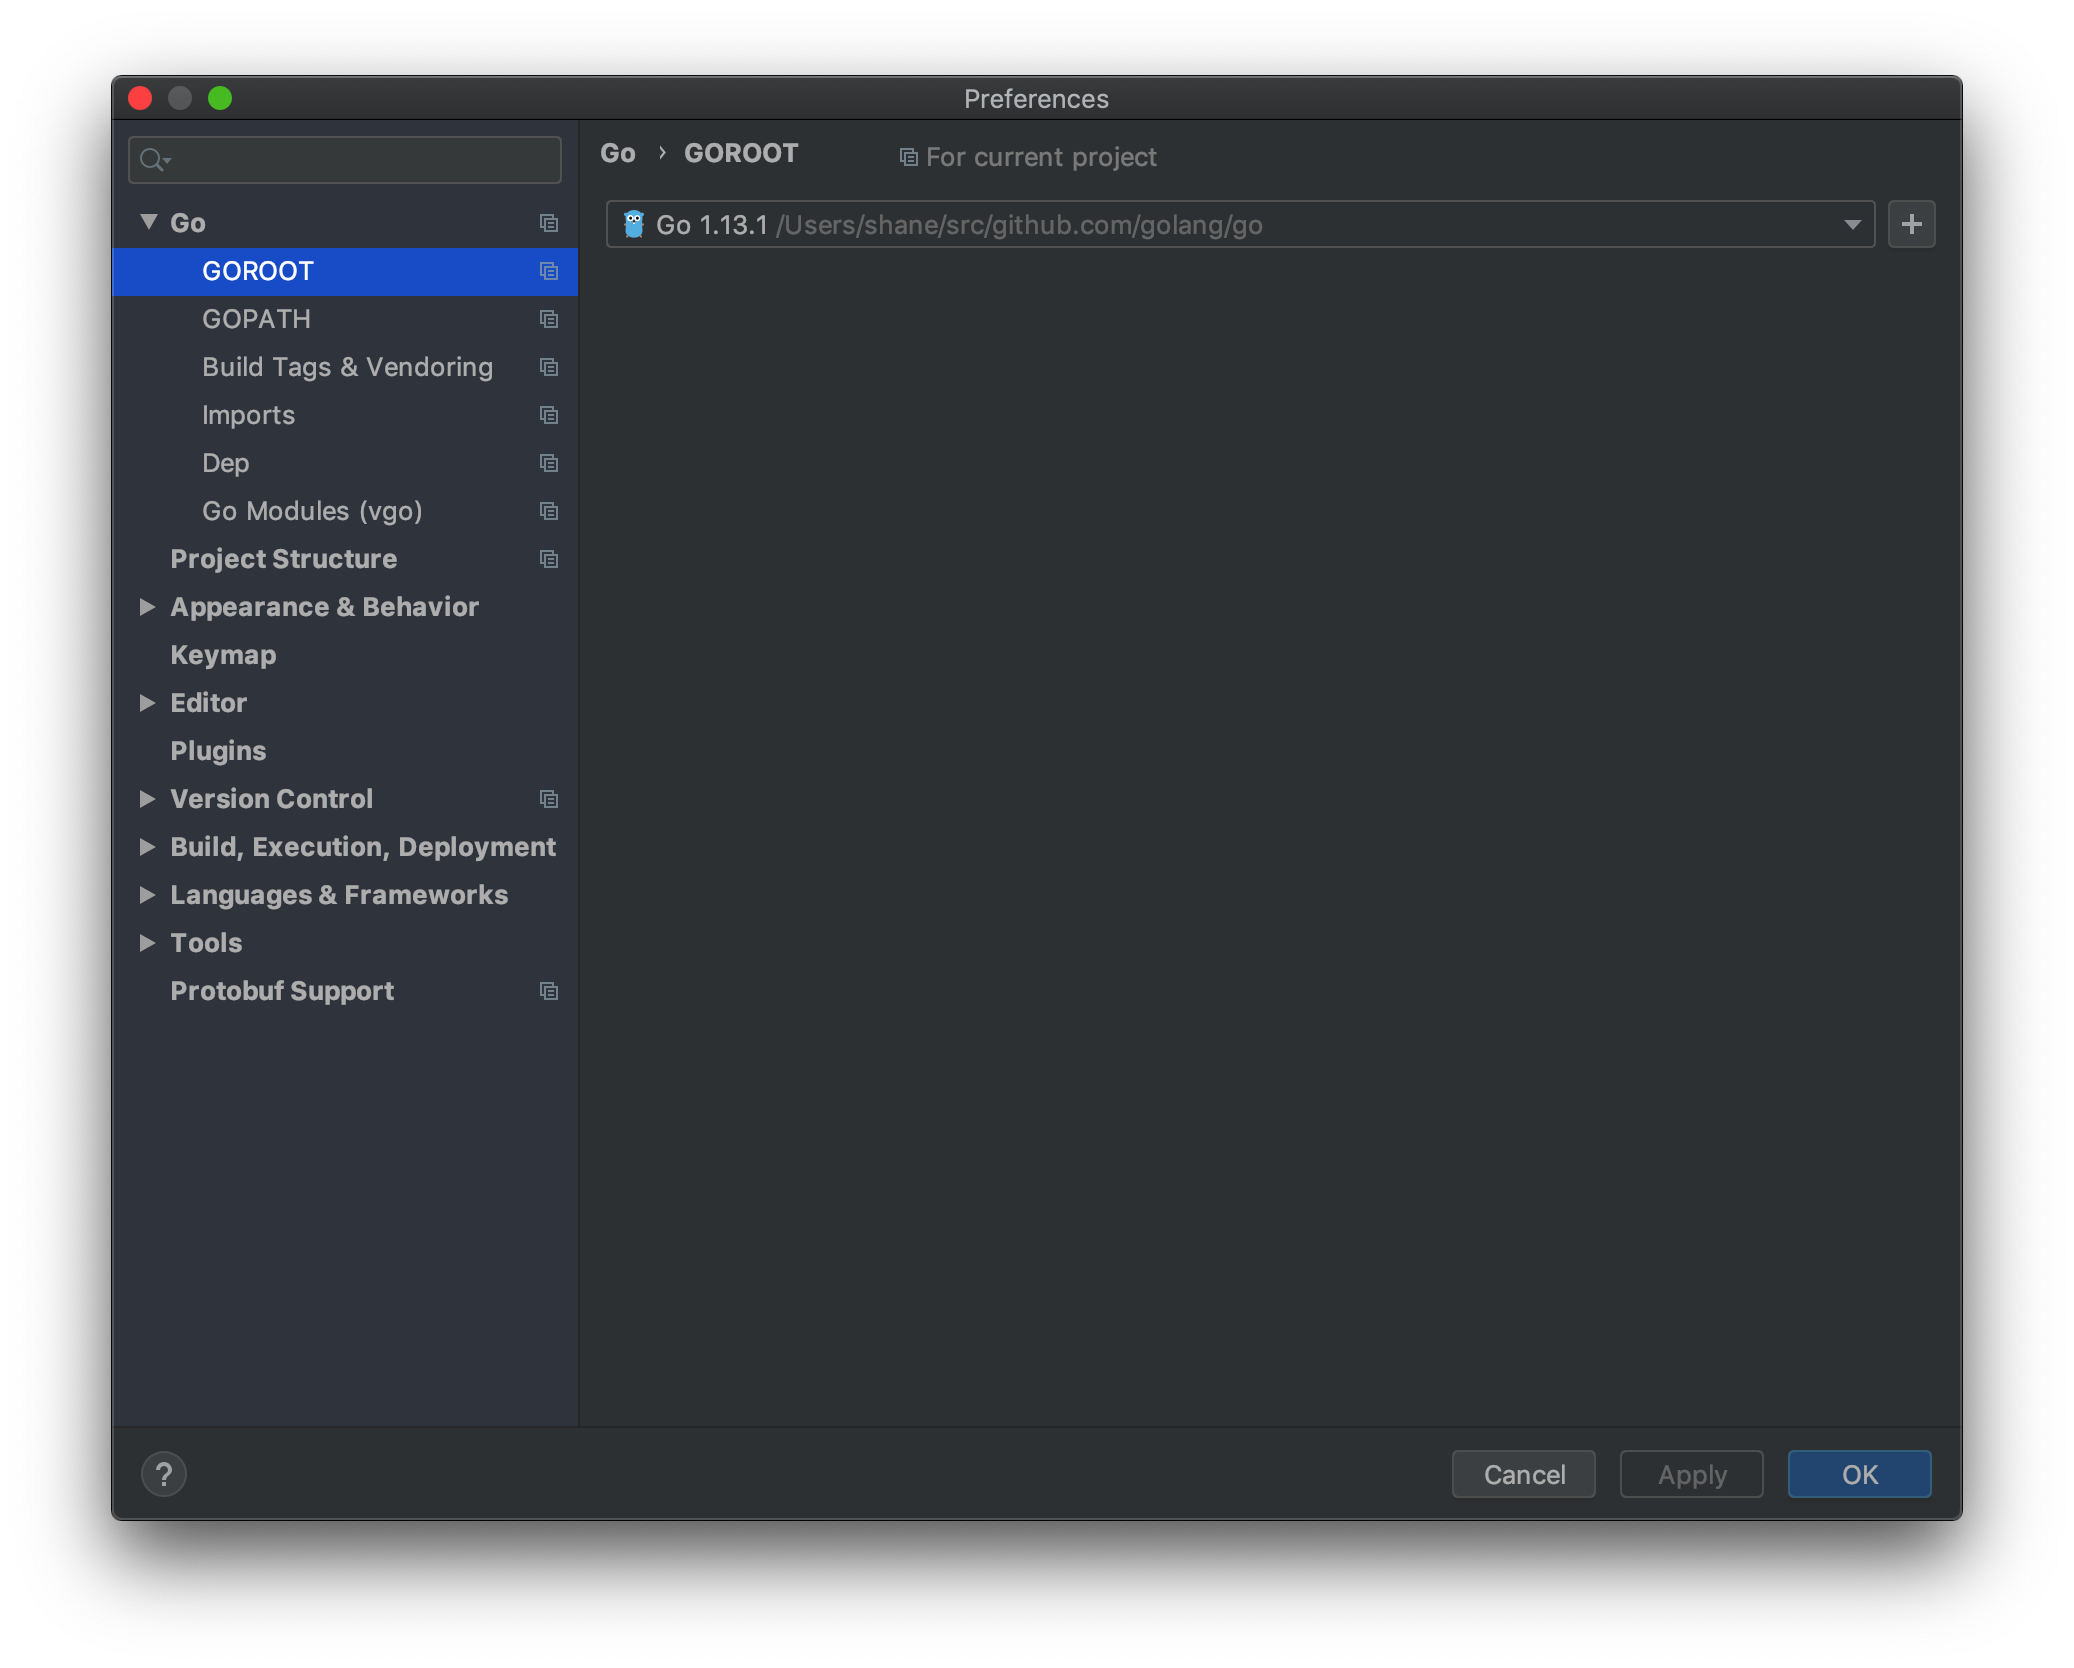 Preferences
Go › GOROOT
For current project
Go 1.13.1 /Users/shane/src/github.com/golang/go
Go
GOROOT
GOPATH
Build Tags & Vendoring
Imports
Dep
Go Modules (vgo)
Project Structure
Appearance & Behavior
Keymap
Editor
Plugins
Version Control
Build, Execution, Deployment
Languages & Frameworks
Tools
Protobuf Support
?
Cancel
Apply
OK